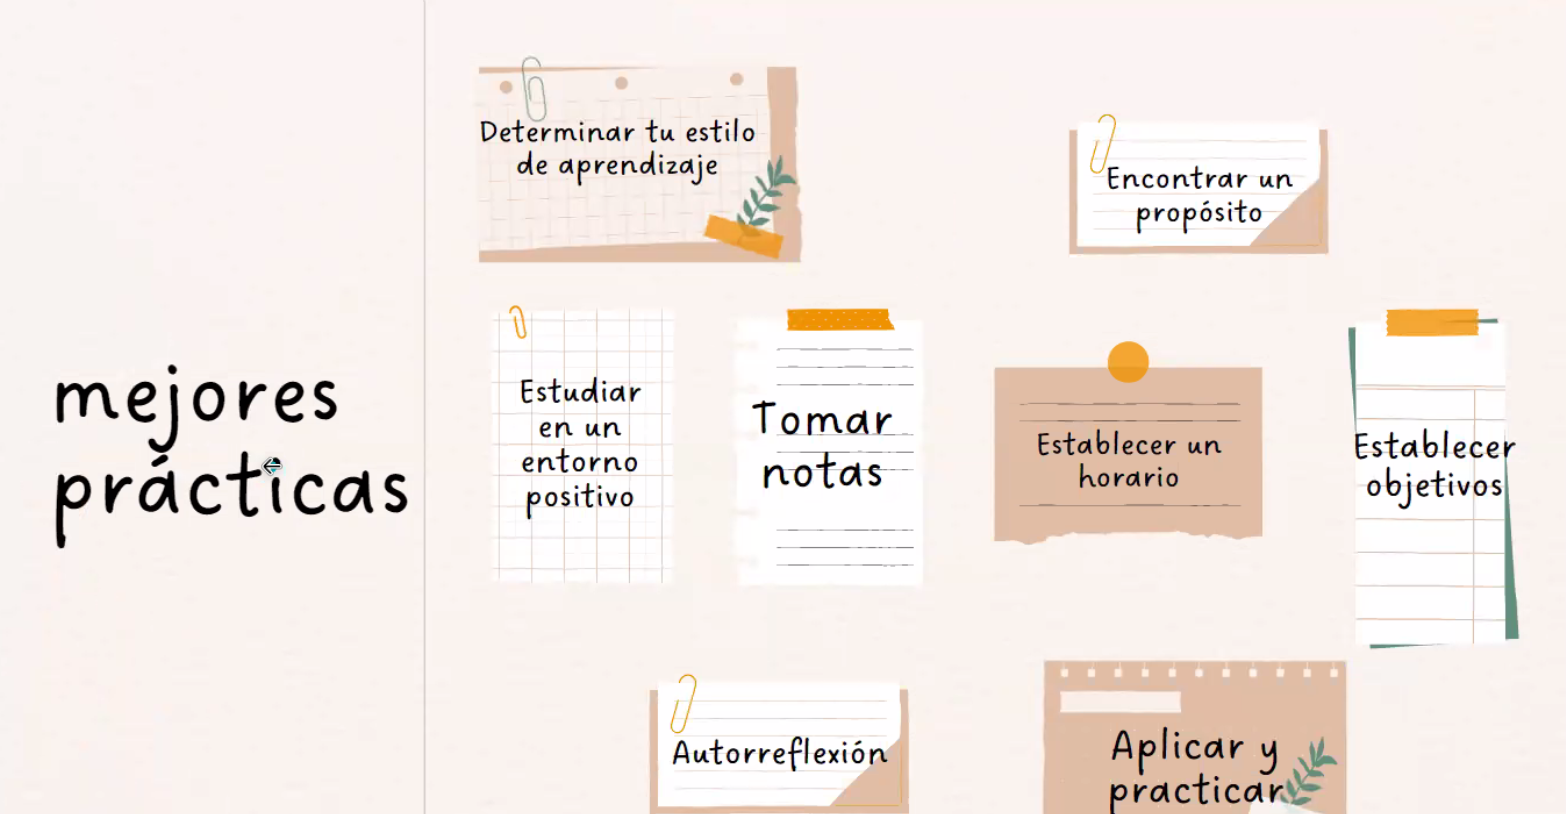 mejores
prácticas
Determinar tu estilo
de aprendizaje
Encontrar un
propósito
Estudiar
en un
entorno
positivo
Tomar
notas
Establecer un
horario
Establecer
objetivos
Autorreflexión
Aplicar y
practicar